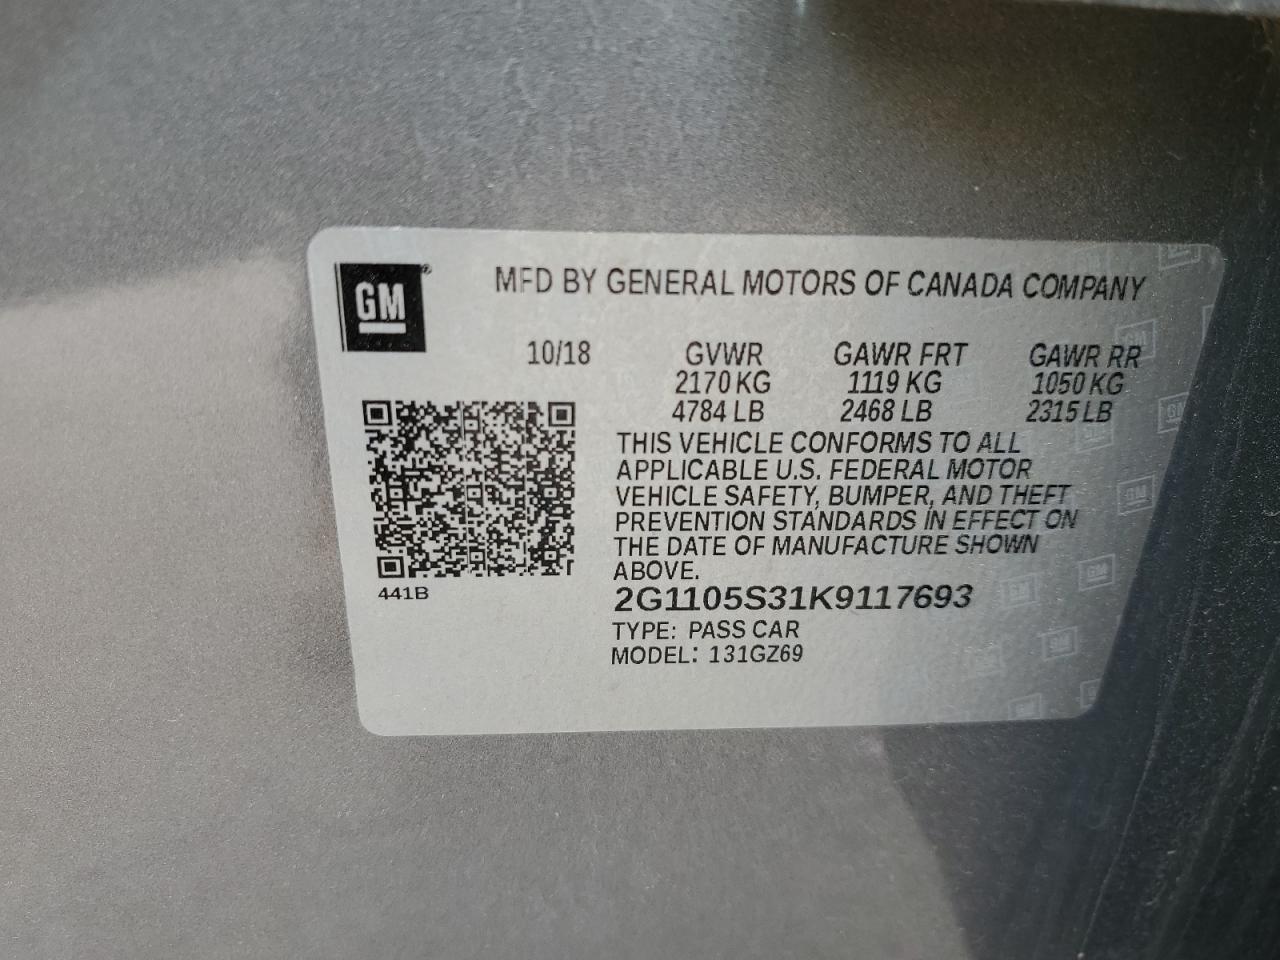 GM
MFD BY GENERAL MOTORS OF CANADA COMPANY
10/18 GVWR GAWR FRT GAWR RR
2170 KG 1119 KG 1050 KG
4784 LB 2468 LB 2315 LB
THIS VEHICLE CONFORMS TO ALL
APPLICABLE U.S. FEDERAL MOTOR
VEHICLE SAFETY, BUMPER, AND THEFT
PREVENTION STANDARDS IN EFFECT ON
THE DATE OF MANUFACTURE SHOWN
ABOVE.
441B
2G1105S31K9117693
TYPE: PASS CAR
MODEL: 131GZ69